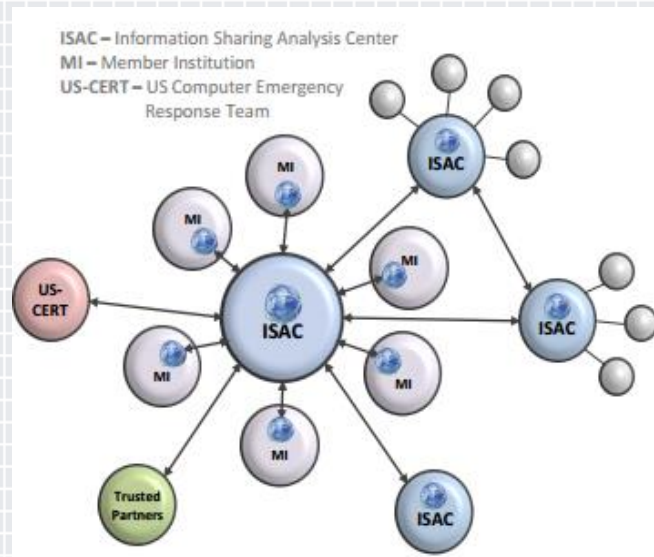 ISAC – Information Sharing Analysis Center
MI – Member Institution
US-CERT – US Computer Emergency
Response Team
ISAC
MI
MI
MI
US-
CERT
ISAC
ISAC
MI
MI
MI
Trusted
Partners
ISAC